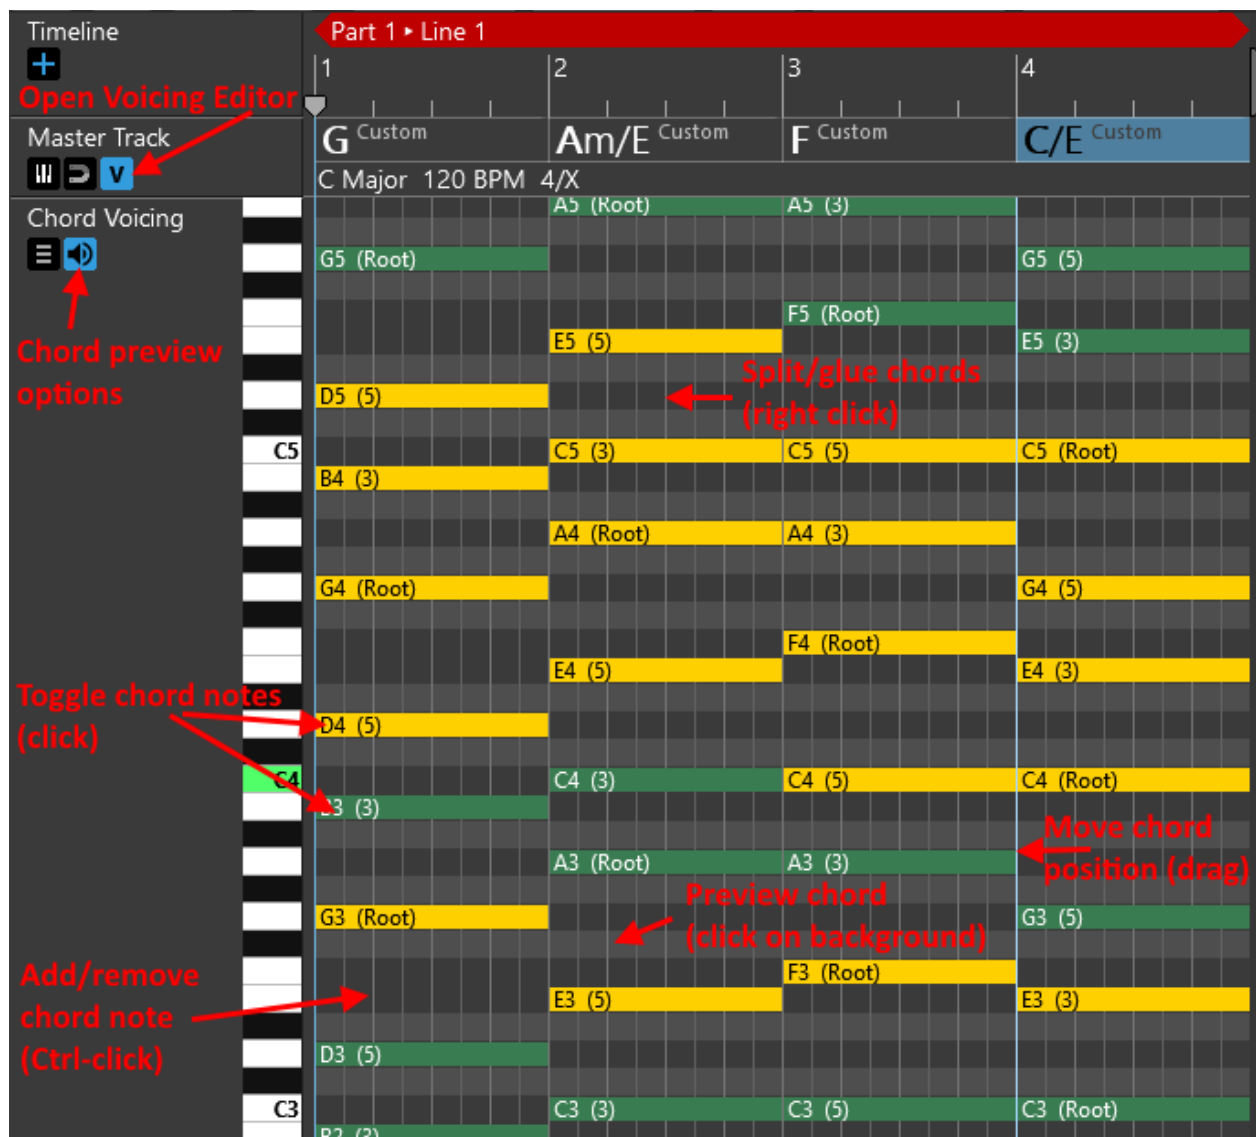 Timeline
Part 1 ▸ Line 1
1 2 3 4
Open Voicing Editor
Master Track
G Custom Am/E Custom F Custom C/E Custom
V
C Major 120 BPM 4/X
Chord Voicing
A5 (Root) A5 (3)
G5 (Root) G5 (5)
F5 (Root)
Chord preview
options
E5 (5) E5 (3)
Split/glue chords
(right click)
D5 (5)
C5 C5 (3) C5 (5) C5 (Root)
B4 (3)
A4 (Root) A4 (3)
G4 (Root) G4 (5)
F4 (Root)
E4 (5) E4 (3)
Toggle chord notes
(click)
D4 (5)
C4 C4 (3) C4 (5) C4 (Root)
B3 (3)
Move chord
position (drag)
A3 (Root) A3 (3)
Preview chord
(click on background)
G3 (Root) G3 (5)
F3 (Root)
Add/remove
chord note
(Ctrl-click)
E3 (5) E3 (3)
D3 (5)
C3 C3 (3) C3 (5) C3 (Root)
B2 (3)